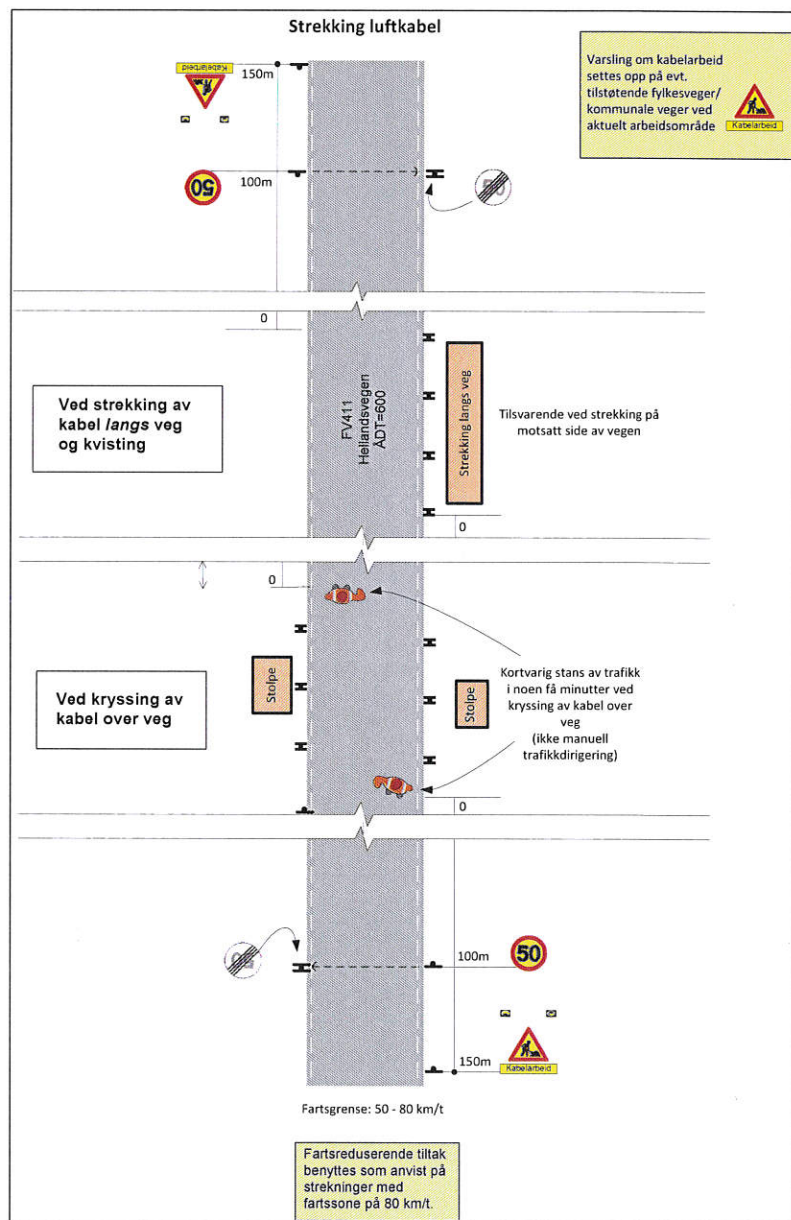 Strekking luftkabel
Kabelarbeid
150m
50
100m
50
Varsling om kabelarbeid
settes opp på evt.
tilstøtende fylkesveger/
kommunale veger ved
aktuelt arbeidsområde
Kabelarbeid
0
Ved strekking av
kabel langs veg
og kvisting
FV411
Hellandsvegen
ÅDT=600
Strekking langs veg
Tilsvarende ved strekking på
motsatt side av vegen
0
0
Ved kryssing av
kabel over veg
Stolpe
Stolpe
Kortvarig stans av trafikk
i noen få minutter ved
kryssing av kabel over
veg
(ikke manuell
trafikkdirigering)
0
50
100m
50
150m
Kabelarbeid
Fartsgrense: 50 - 80 km/t
Fartsreduserende tiltak
benyttes som anvist på
strekninger med
fartssone på 80 km/t.